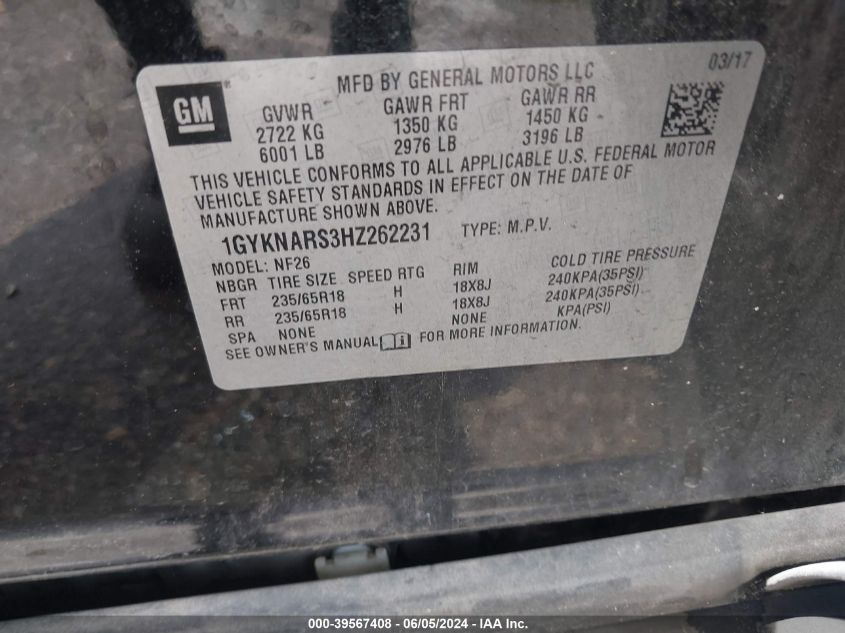 MFD BY GENERAL MOTORS LLC 03/17
GM
GVWR GAWR FRT GAWR RR
2722 KG 1350 KG 1450 KG
6001 LB 2976 LB 3196 LB
THIS VEHICLE CONFORMS TO ALL APPLICABLE U.S. FEDERAL MOTOR
VEHICLE SAFETY STANDARDS IN EFFECT ON THE DATE OF
MANUFACTURE SHOWN ABOVE.
1GYKNARS3HZ262231 TYPE: M.P.V.
MODEL: NF26
NBGR TIRE SIZE SPEED RTG RIM COLD TIRE PRESSURE
FRT 235/65R18 H 18X8J 240KPA(35PSI)
RR 235/65R18 H 18X8J 240KPA(35PSI)
SPA NONE NONE KPA(PSI)
SEE OWNER'S MANUAL FOR MORE INFORMATION.
000-39567408 - 06/05/2024 - IAA Inc.